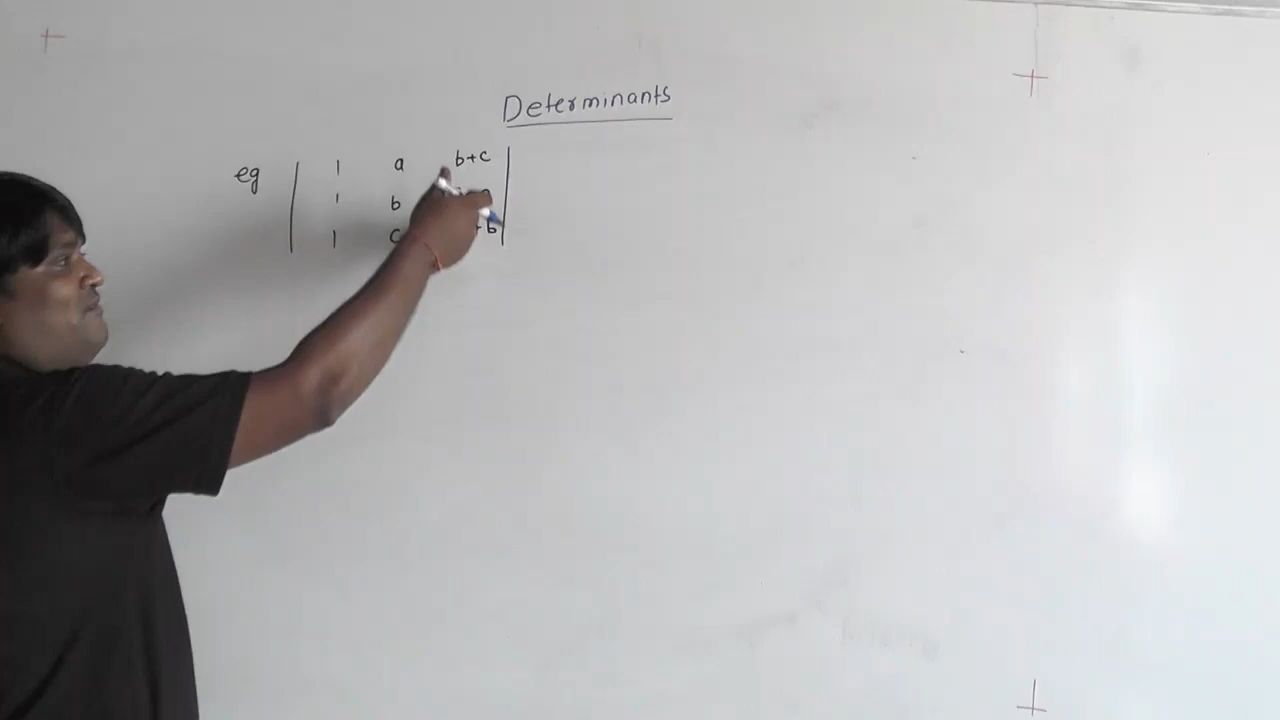 Determinants
eg | 1 a b+c |
1 b
1 c +b